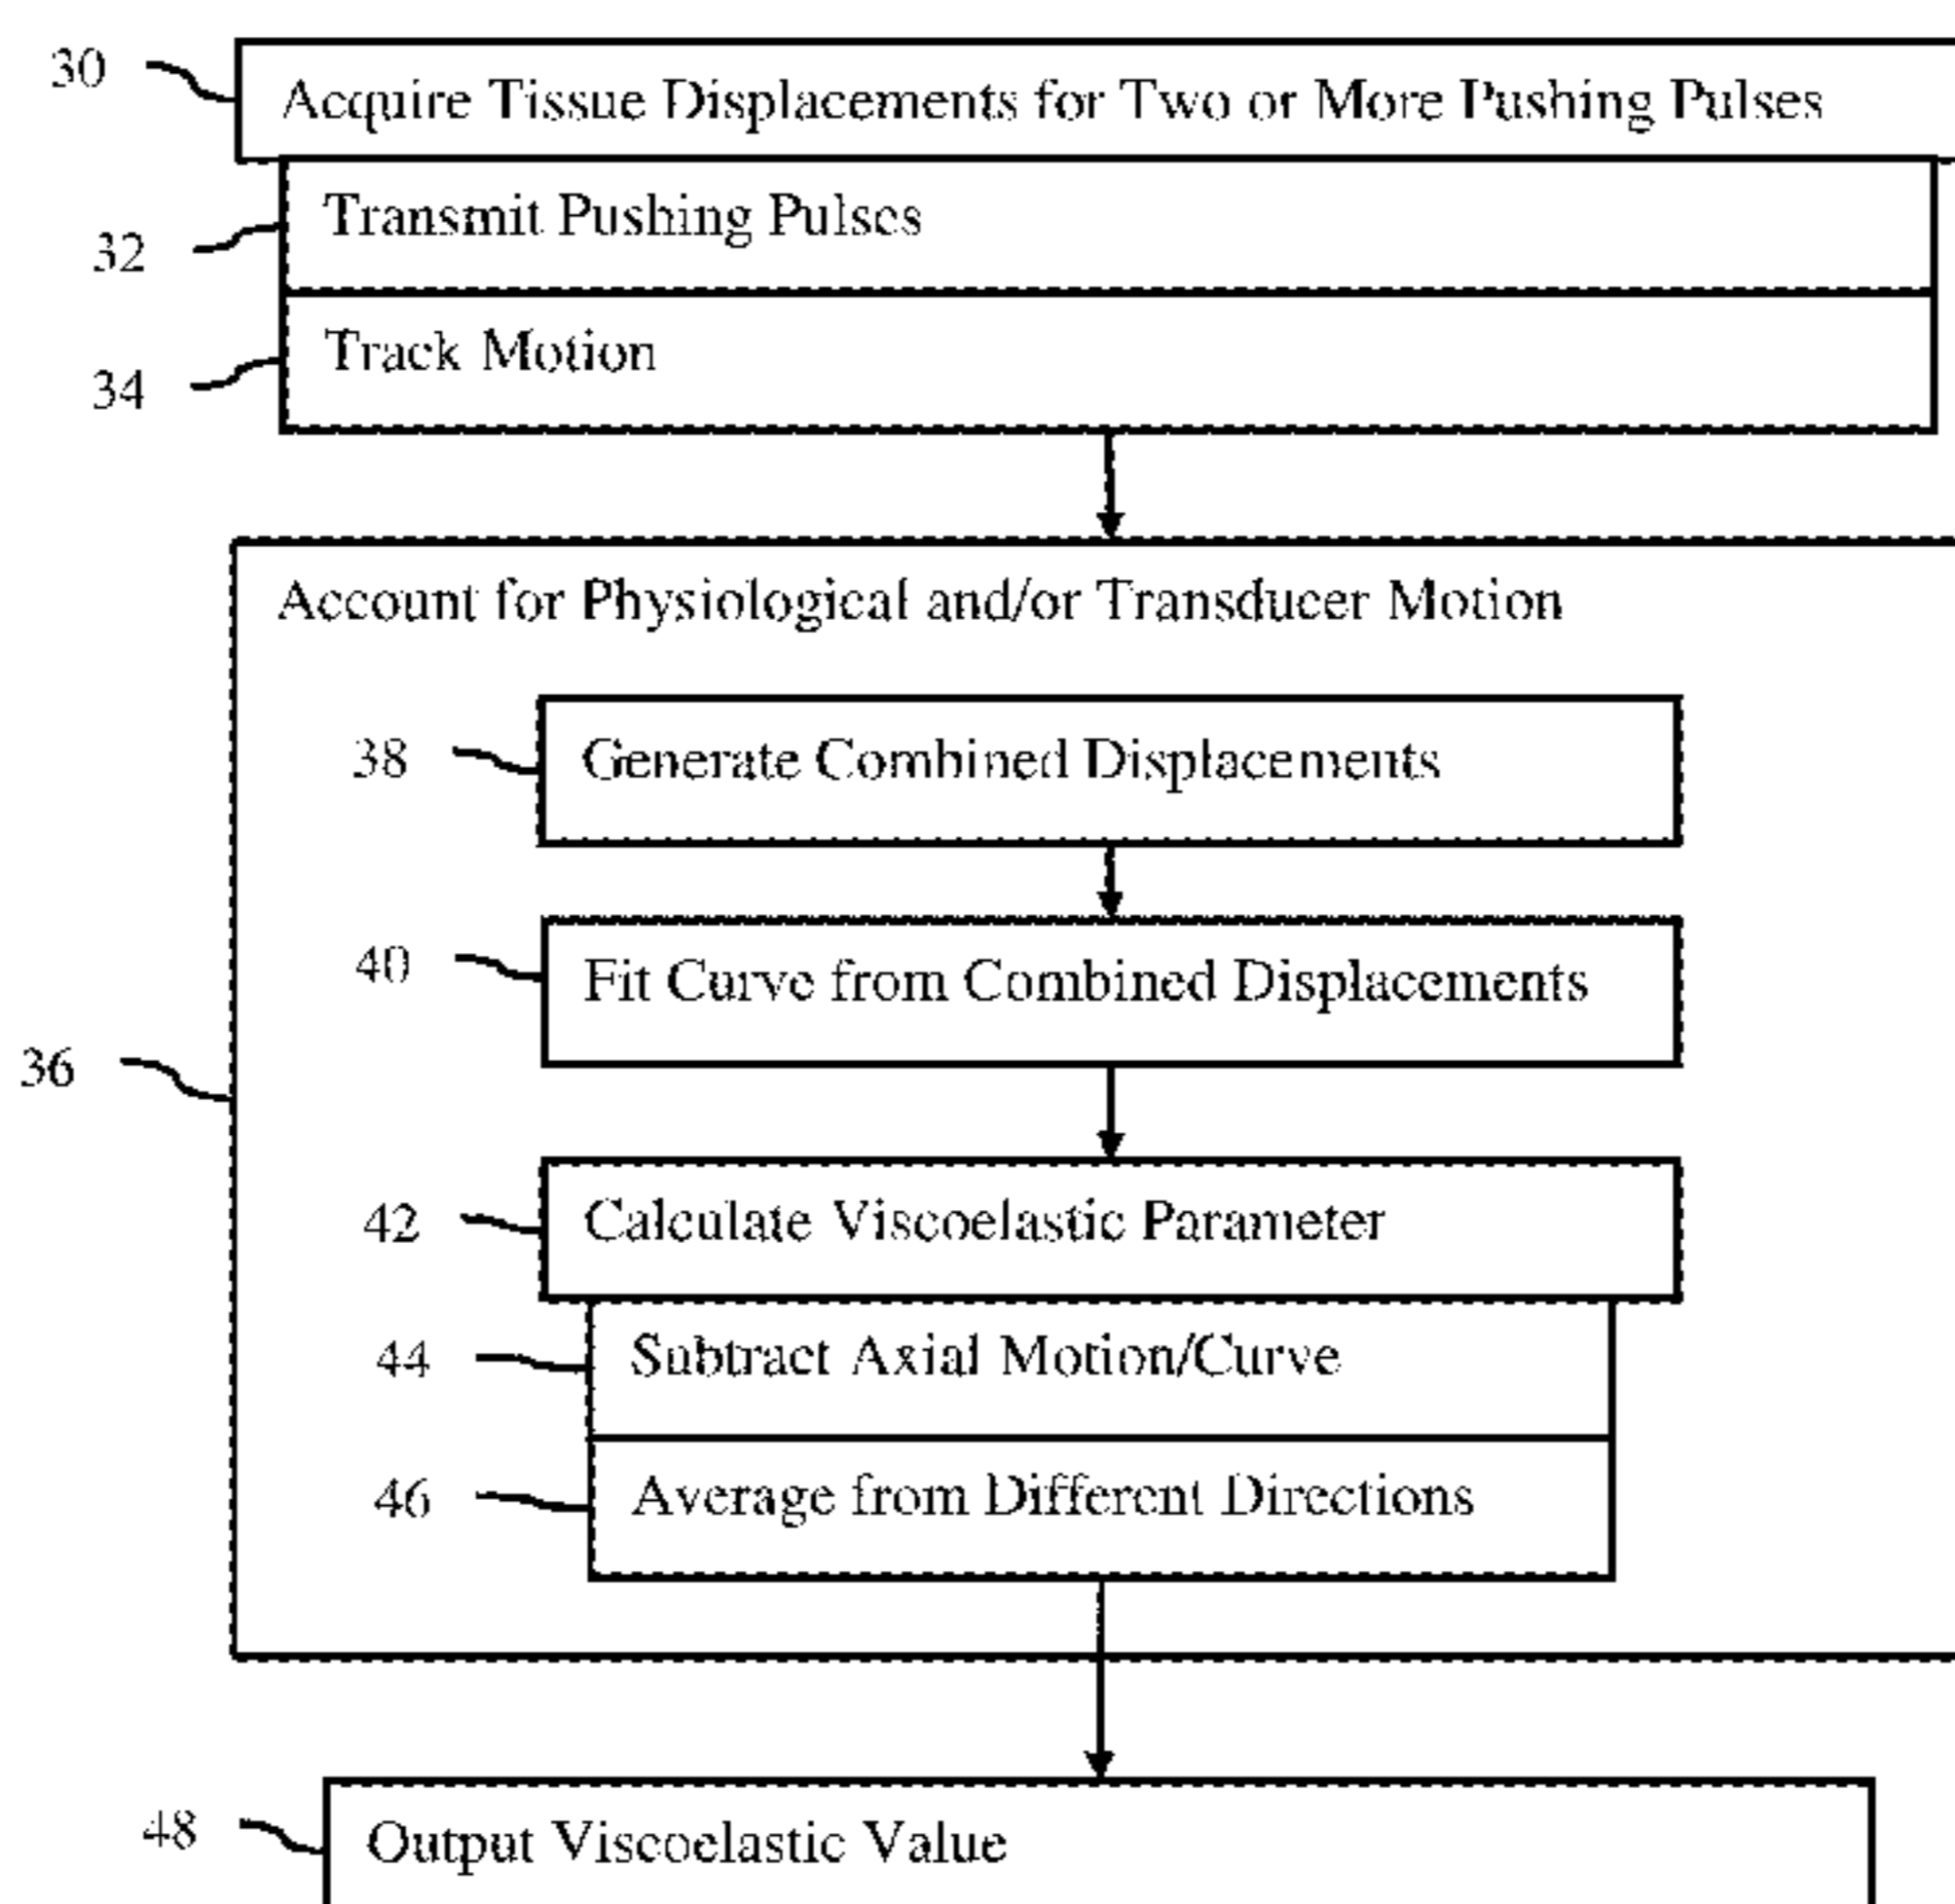 30
Acquire Tissue Displacements for Two or More Pushing Pulses
32
Transmit Pushing Pulses
34
Track Motion
36
Account for Physiological and/or Transducer Motion
38
Generate Combined Displacements
40
Fit Curve from Combined Displacements
42
Calculate Viscoelastic Parameter
44
Subtract Axial Motion/Curve
46
Average from Different Directions
48
Output Viscoelastic Value